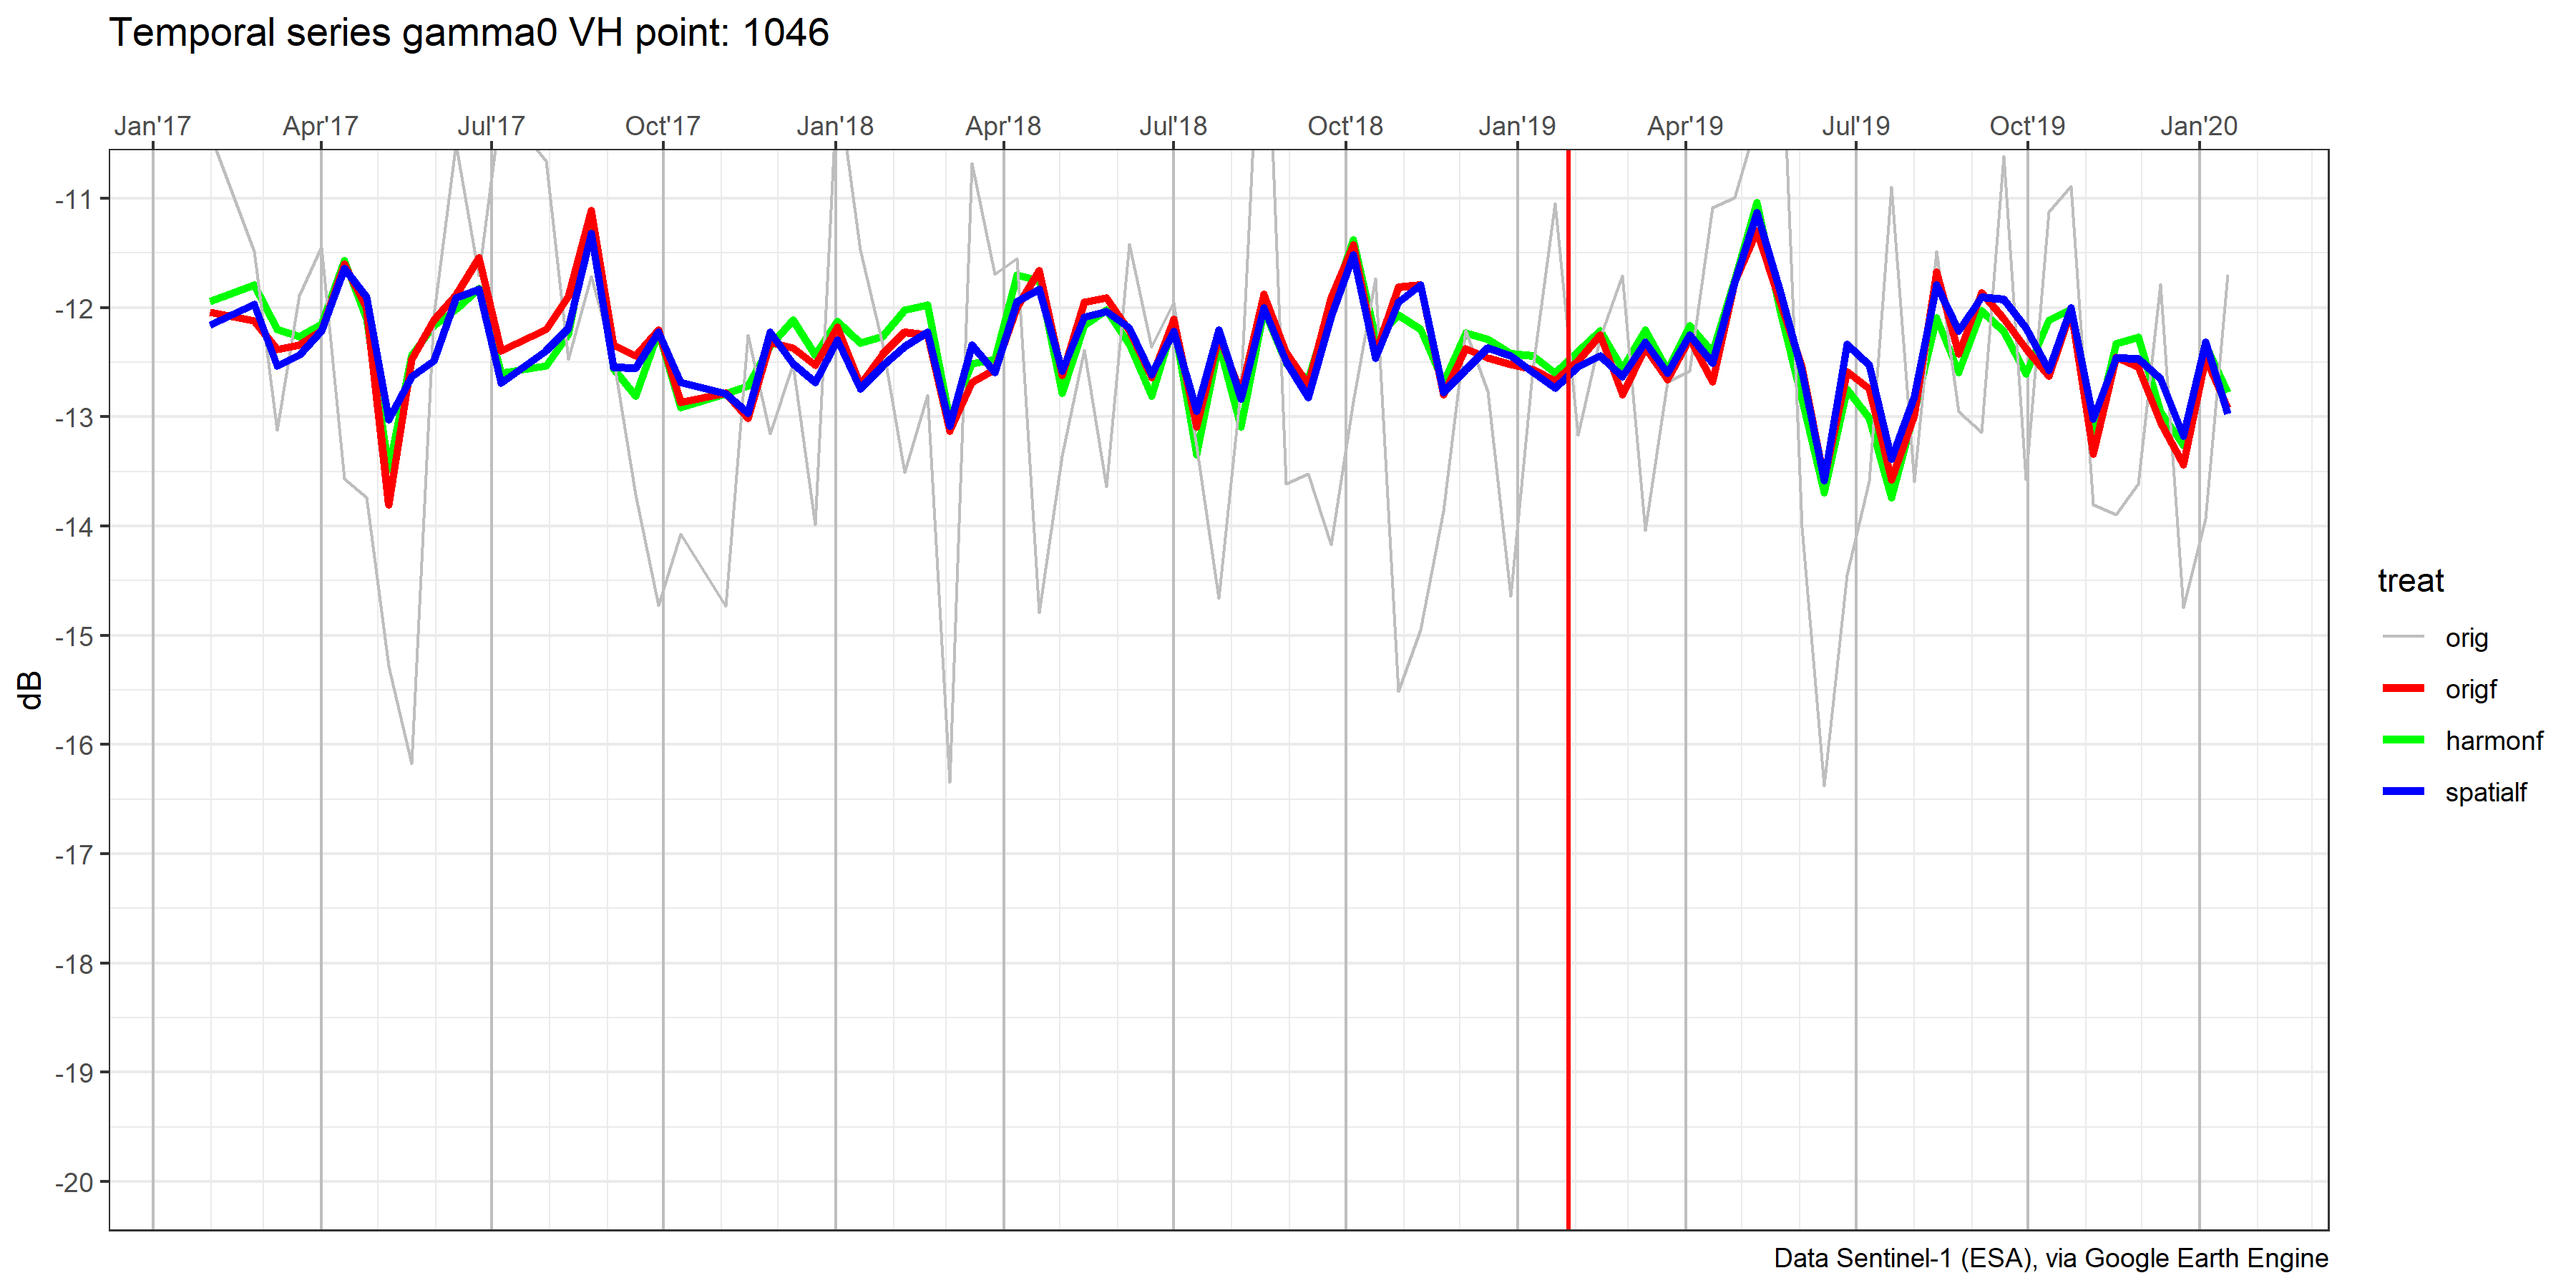 Temporal series gamma0 VH point: 1046
Jan'17 Apr'17 Jul'17 Oct'17 Jan'18 Apr'18 Jul'18 Oct'18 Jan'19 Apr'19 Jul'19 Oct'19 Jan'20
-11
-12
-13
-14
-15
-16
-17
-18
-19
-20
dB
treat
orig
origf
harmonf
spatialf
Data Sentinel-1 (ESA), via Google Earth Engine